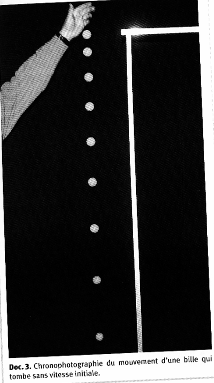 Doc. 3. Chronophotographie du mouvement d'une bille qui
tombe sans vitesse initiale.